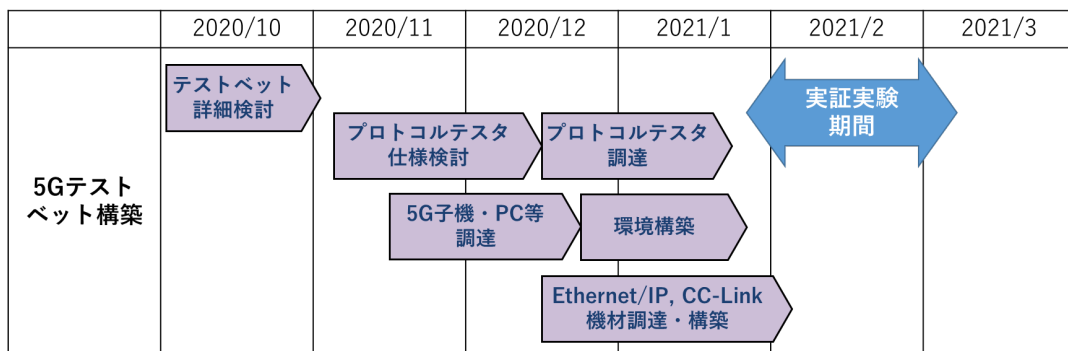 2020/10 2020/11 2020/12 2021/1 2021/2 2021/3
5Gテスト
ベット構築
テストベット
詳細検討
プロトコルテスタ
仕様検討
プロトコルテスタ
調達
実証実験
期間
5G子機・PC等
調達
環境構築
Ethernet/IP, CC-Link
機材調達・構築